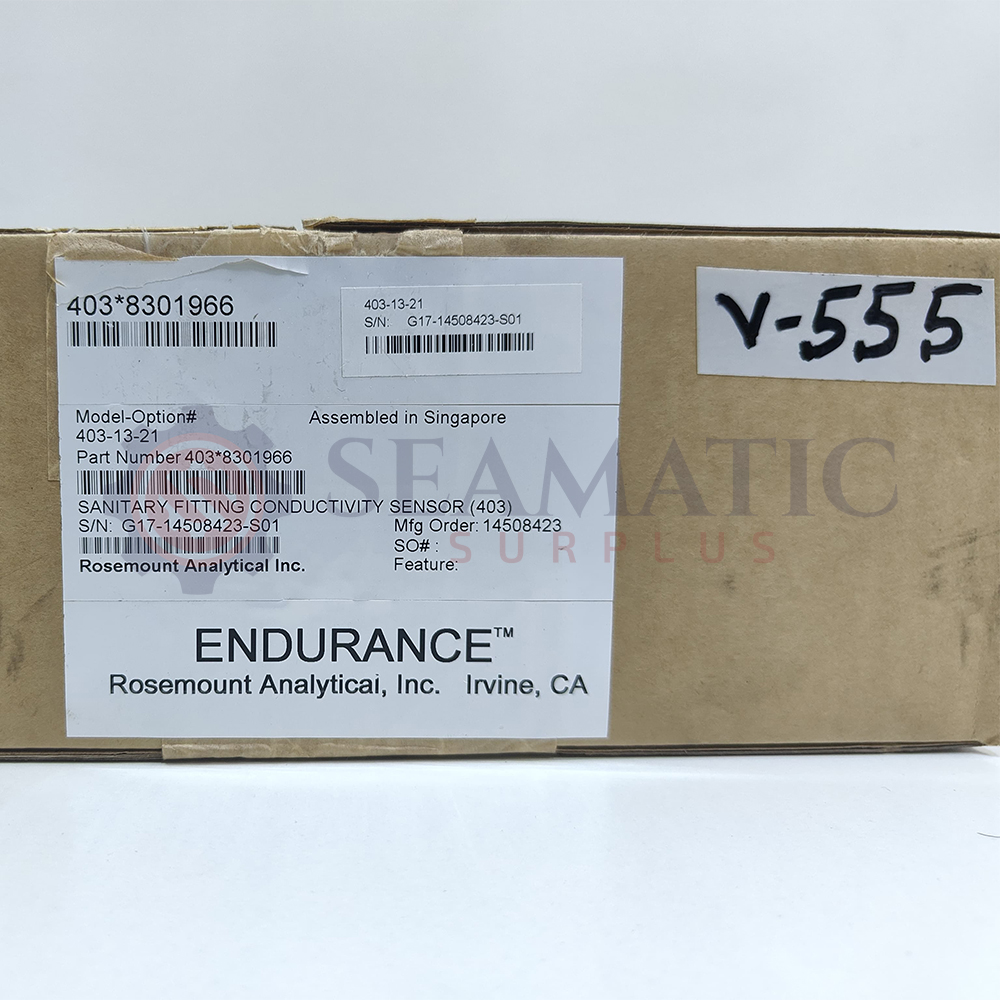 403*8301966
403-13-21
S/N: G17-14508423-S01
V-555
Model-Option#
Assembled in Singapore
403-13-21
Part Number 403*8301966
SEAMATIC
SURPLUS
SANITARY FITTING CONDUCTIVITY SENSOR (403)
S/N: G17-14508423-S01
Mfg Order: 14508423
SO# :
Rosemount Analytical Inc.
Feature:
ENDURANCE™
Rosemount Analytical, Inc. Irvine, CA